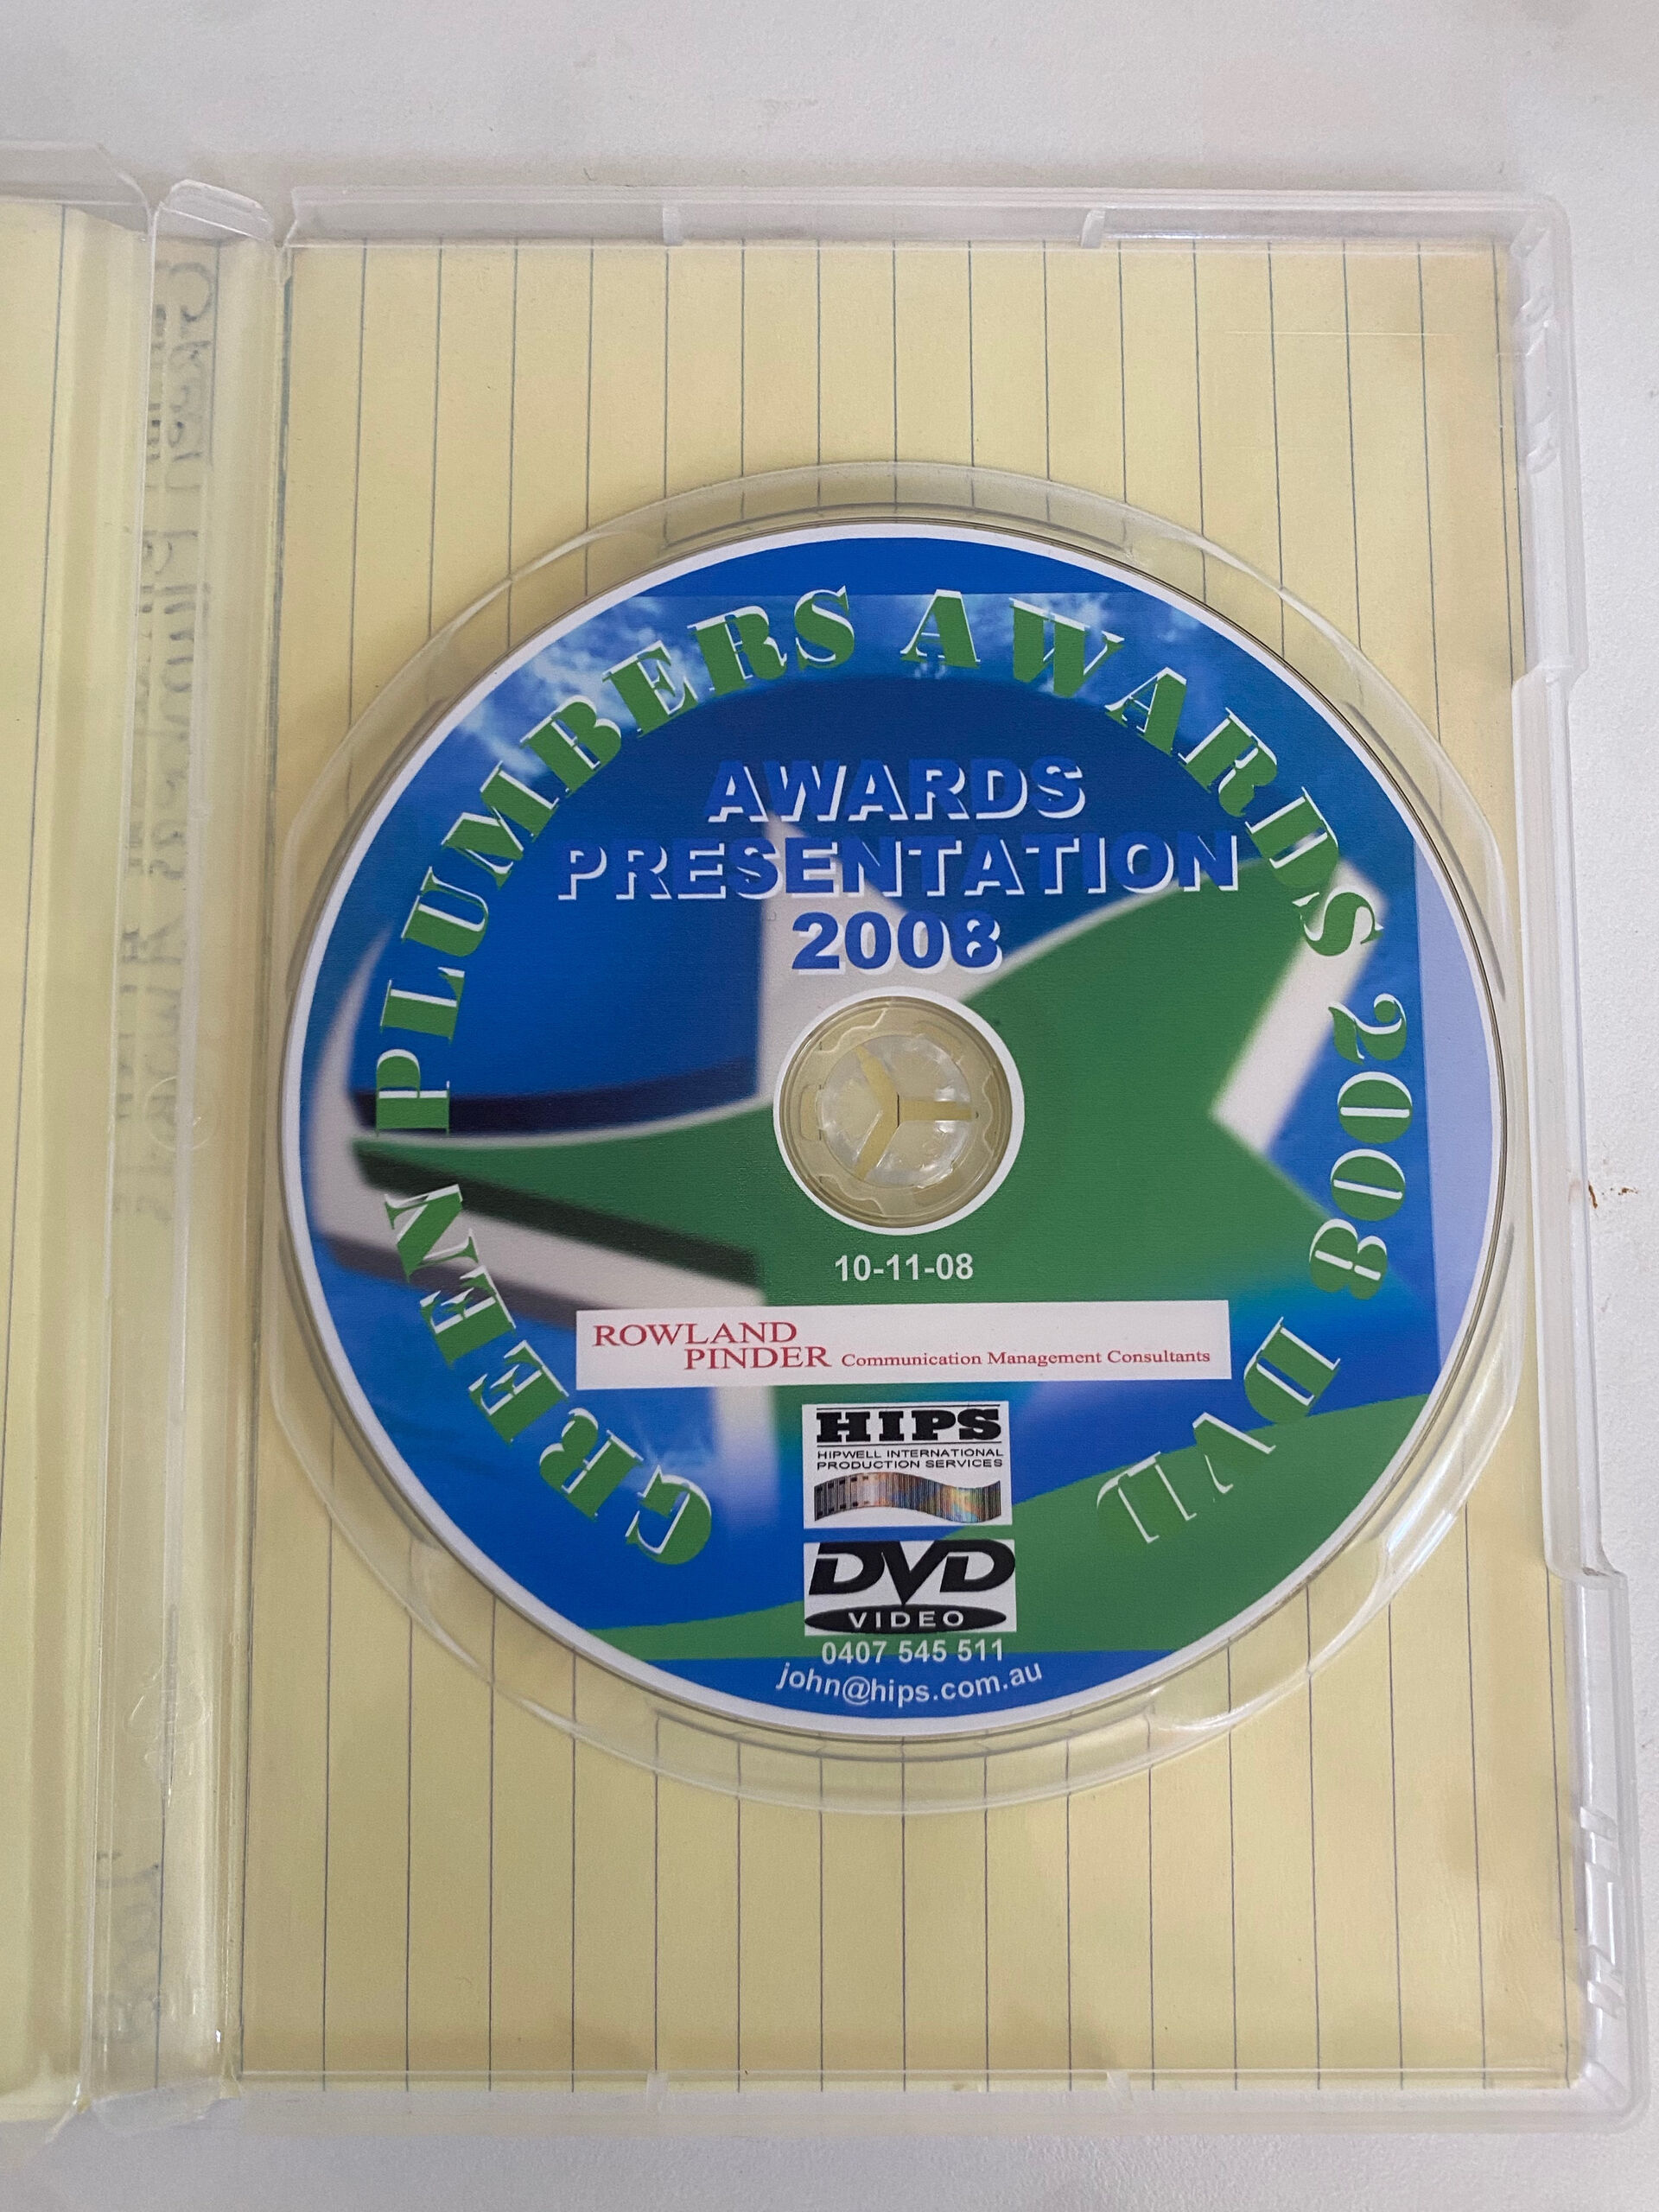 GREEN PLUMBERS AWARDS 2008 DVD
AWARDS
PRESENTATION
2008
10-11-08
ROWLAND
PINDER Communication Management Consultants
HIPS
HIPWELL INTERNATIONAL
PRODUCTION SERVICES
DVD
VIDEO
0407 545 511
john@hips.com.au